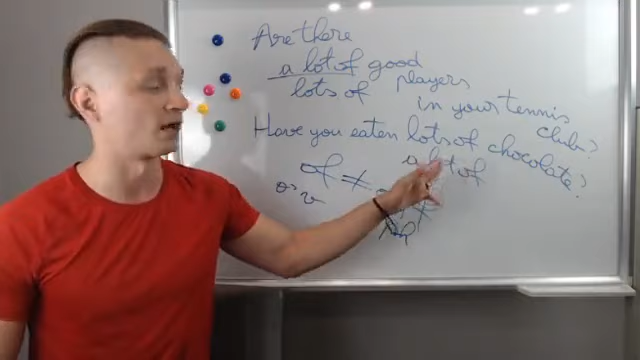 Are there
a lot of good
lots of players
in your tennis
club?
Have you eaten lots of chocolate?
a lot of
of ≠